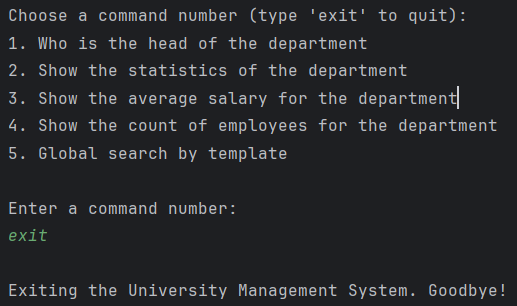 Choose a command number (type 'exit' to quit):
1. Who is the head of the department
2. Show the statistics of the department
3. Show the average salary for the department
4. Show the count of employees for the department
5. Global search by template
Enter a command number:
exit
Exiting the University Management System. Goodbye!